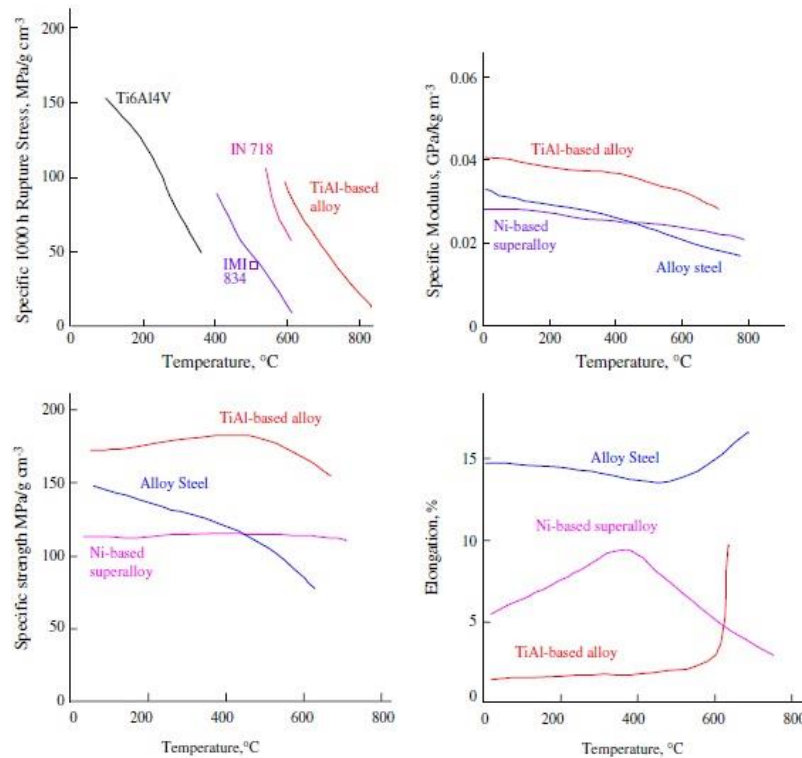 Specific 1000 h Rupture Stress, MPa/g cm-3
200
150
100
50
0
Ti6Al4V
IN 718
TiAl-based
alloy
IMI
834
0
200
400
600
800
Temperature, °C
Specific Modulus, GPa/kg m-3
0.06
0.04
0.02
0
TiAl-based alloy
Ni-based
superalloy
Alloy steel
0
200
400
600
800
Temperature, °C
Specific strength MPa/g cm-3
200
150
100
50
0
TiAl-based alloy
Alloy Steel
Ni-based
superalloy
0
200
400
600
800
Temperature,°C
Elongation, %
15
10
5
0
Alloy Steel
Ni-based superalloy
TiAl-based alloy
0
200
400
600
800
Temperature, °C